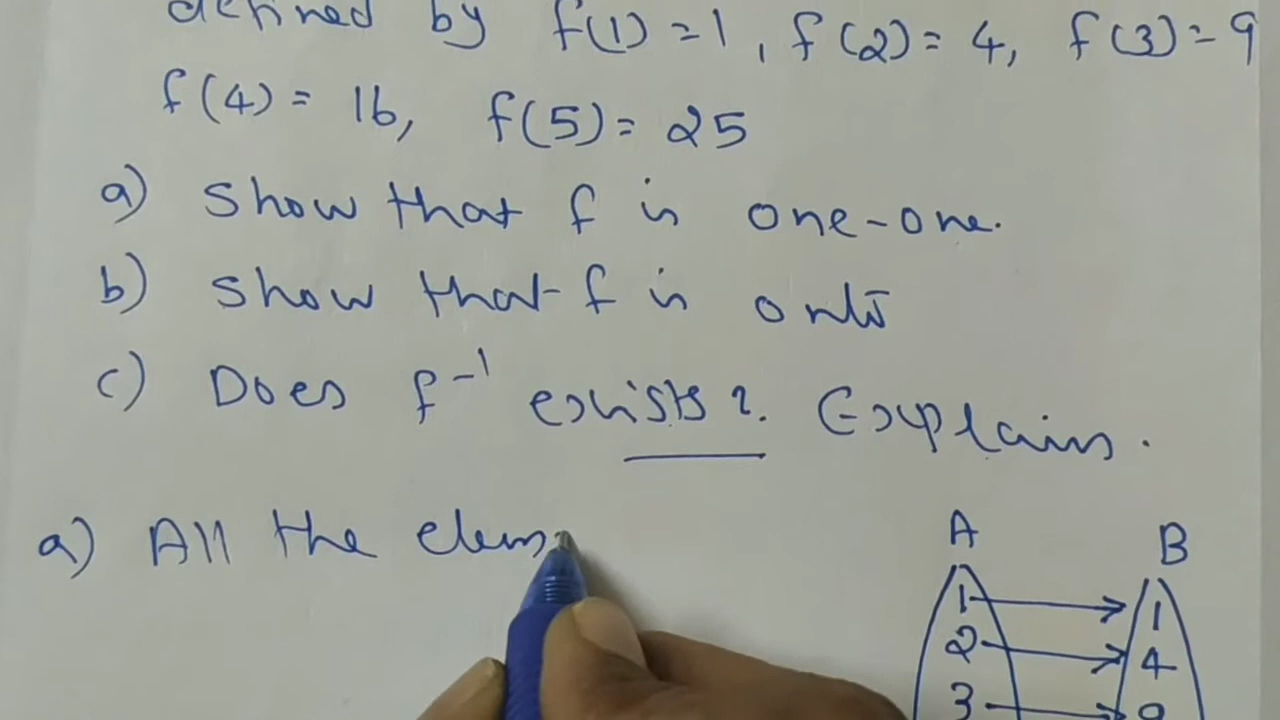 defined by f(1)=1, f(2)=4, f(3)=9
f(4)=16, f(5)=25
a) Show that f is one-one.
b) Show that f is onto
c) Does f⁻¹ exists?. Explain.
a) All the elem
A B
1 1
2 4
3 9